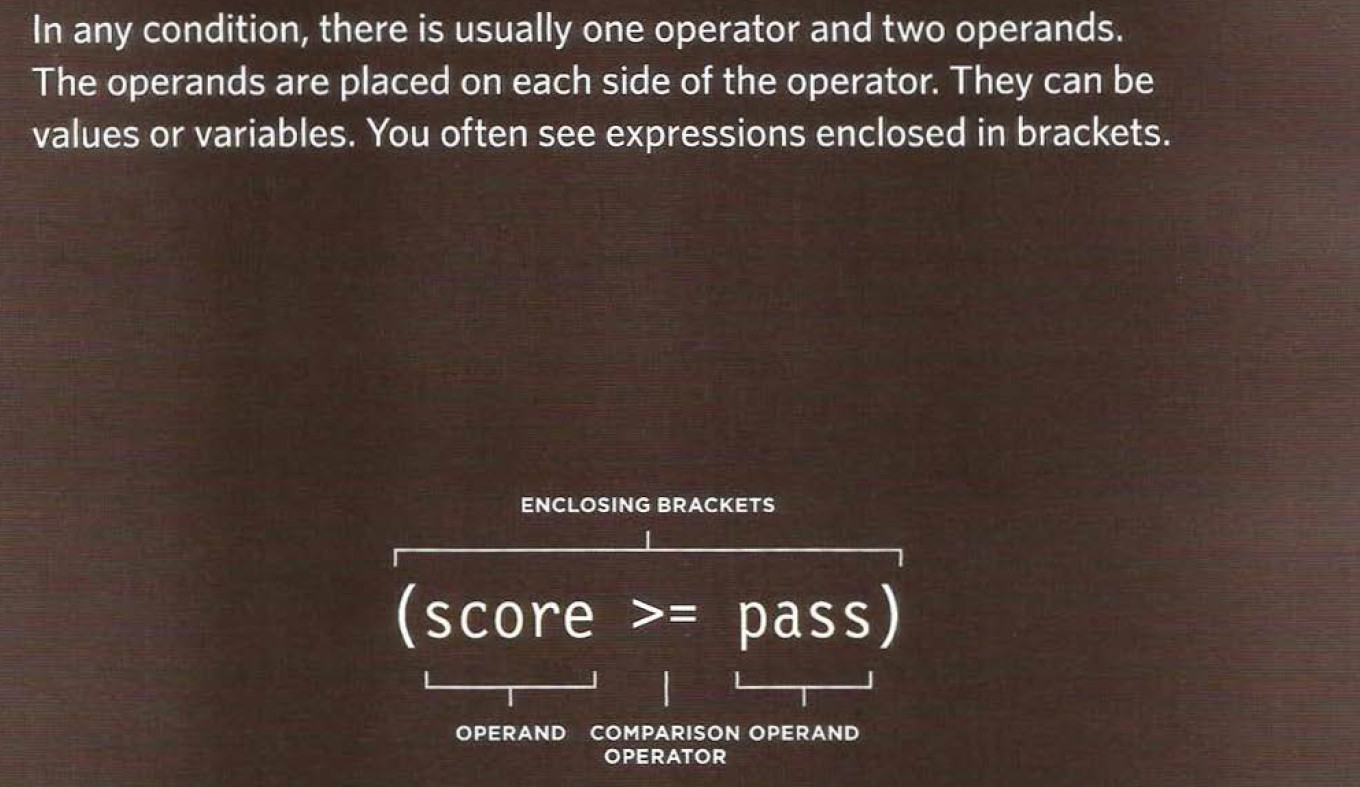 In any condition, there is usually one operator and two operands.
The operands are placed on each side of the operator. They can be
values or variables. You often see expressions enclosed in brackets.
ENCLOSING BRACKETS
(score >= pass)
OPERAND COMPARISON OPERAND
OPERATOR